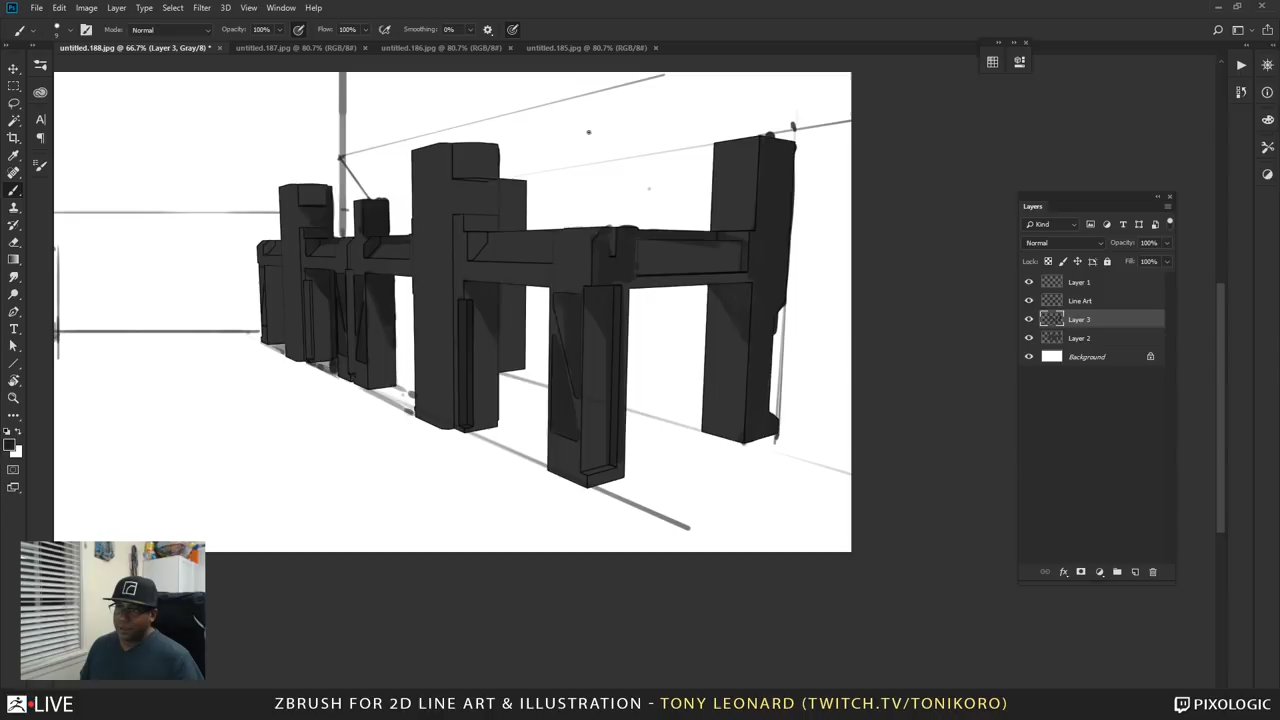 Ps File Edit Image Layer Type Select Filter 3D View Window Help
9 Mode: Normal Opacity: 100% Flow: 100% Smoothing: 0%
untitled.188.jpg @ 66.7% (Layer 3, Gray/8) * × untitled.187.jpg @ 80.7% (RGB/8#) × untitled.186.jpg @ 80.7% (RGB/8#) × untitled.185.jpg @ 80.7% (RGB/8#) ×
Layers
Kind
Normal Opacity: 100%
Lock: Fill: 100%
Layer 1
Line Art
Layer 3
Layer 2
Background
fx
LIVE ZBRUSH FOR 2D LINE ART & ILLUSTRATION - TONY LEONARD (TWITCH.TV/TONIKORO) PIXOLOGIC